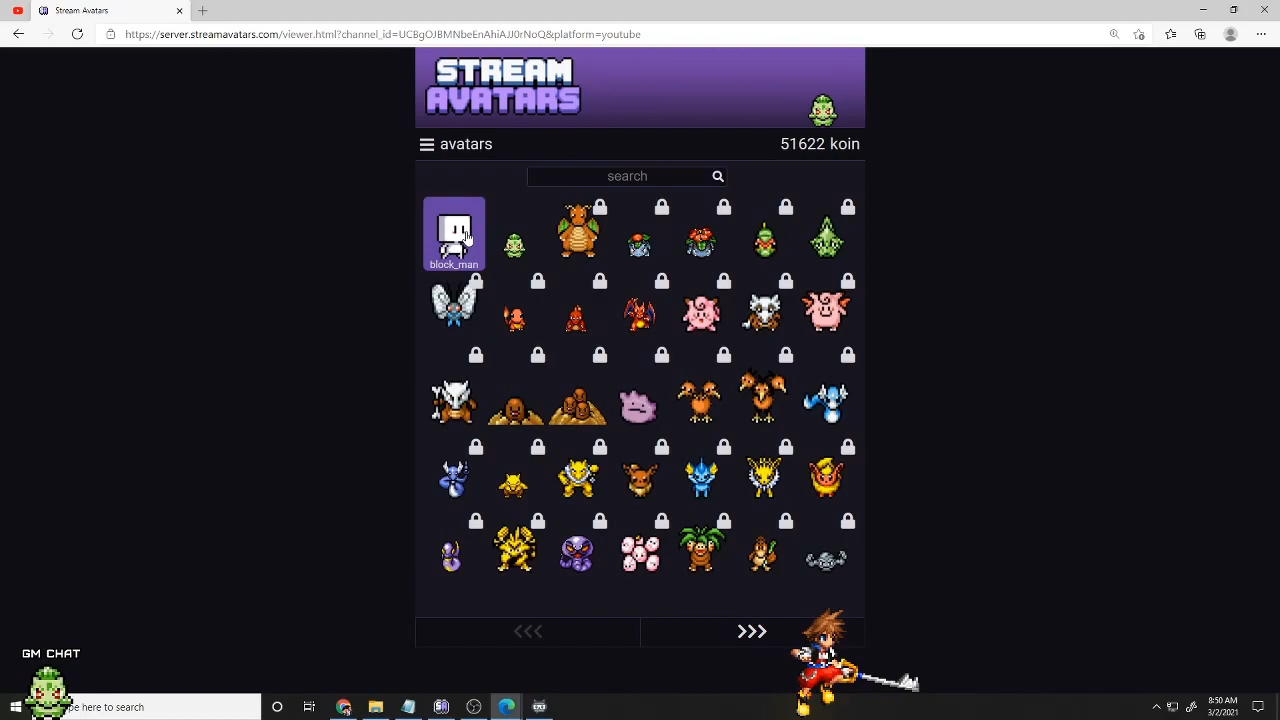 Stream Avatars
https://server.streamavatars.com/viewer.html?channel_id=UCBgOJBMNbeEnAhiAJJ0rNoQ&platform=youtube
STREAM
AVATARS
avatars
51622 koin
search
block_man
<<<
>>>
GM CHAT
pe here to search
8:50 AM
3/2/2021